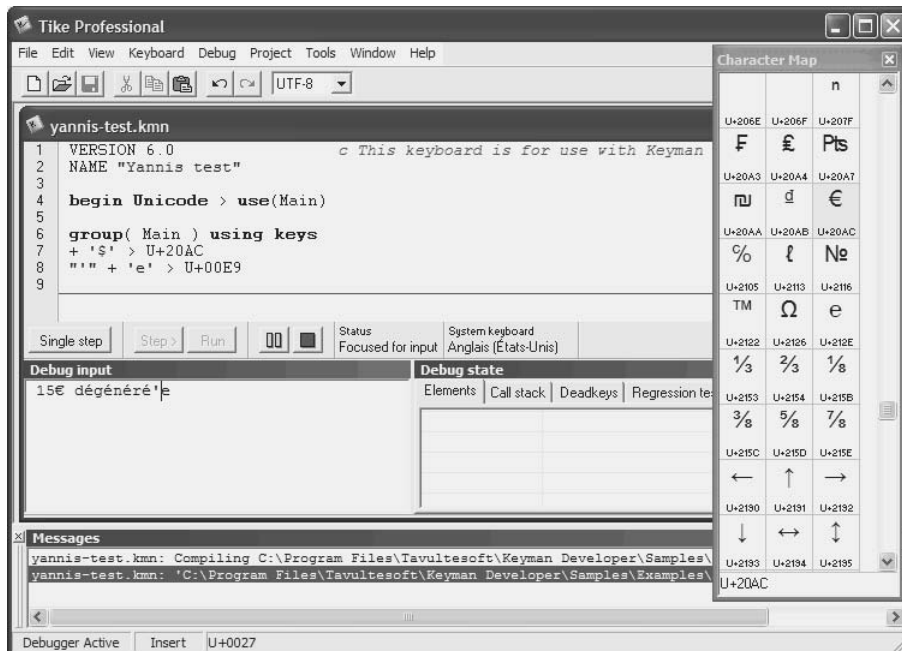 Tike Professional
File Edit View Keyboard Debug Project Tools Window Help
UTF-8
yannis-test.kmn
1 VERSION 6.0 c This keyboard is for use with Keyman
2 NAME "Yannis test"
3
4 begin Unicode > use(Main)
5
6 group( Main ) using keys
7 + '$' > U+20AC
8 "'" + 'e' > U+00E9
9
Single step Step > Run
Status
Focused for input
System keyboard
Anglais (États-Unis)
Debug input
15€ dégénéré'e
Debug state
Elements Call stack Deadkeys Regression te
Messages
yannis-test.kmn: Compiling C:\Program Files\Tavultesoft\Keyman Developer\Samples\
yannis-test.kmn: 'C:\Program Files\Tavultesoft\Keyman Developer\Samples\Examples\
Debugger Active Insert U+0027
Character Map
ⁿ
U+206E U+206F U+207F
₣ ₤ ₧
U+20A3 U+20A4 U+20A7
₪ ₫ €
U+20AA U+20AB U+20AC
℅ ℓ №
U+2105 U+2113 U+2116
™ Ω ℮
U+2122 U+2126 U+212E
⅓ ⅔ ⅛
U+2153 U+2154 U+215B
⅜ ⅝ ⅞
U+215C U+215D U+215E
← ↑ →
U+2190 U+2191 U+2192
↓ ↔ ↕
U+2193 U+2194 U+2195
U+20AC